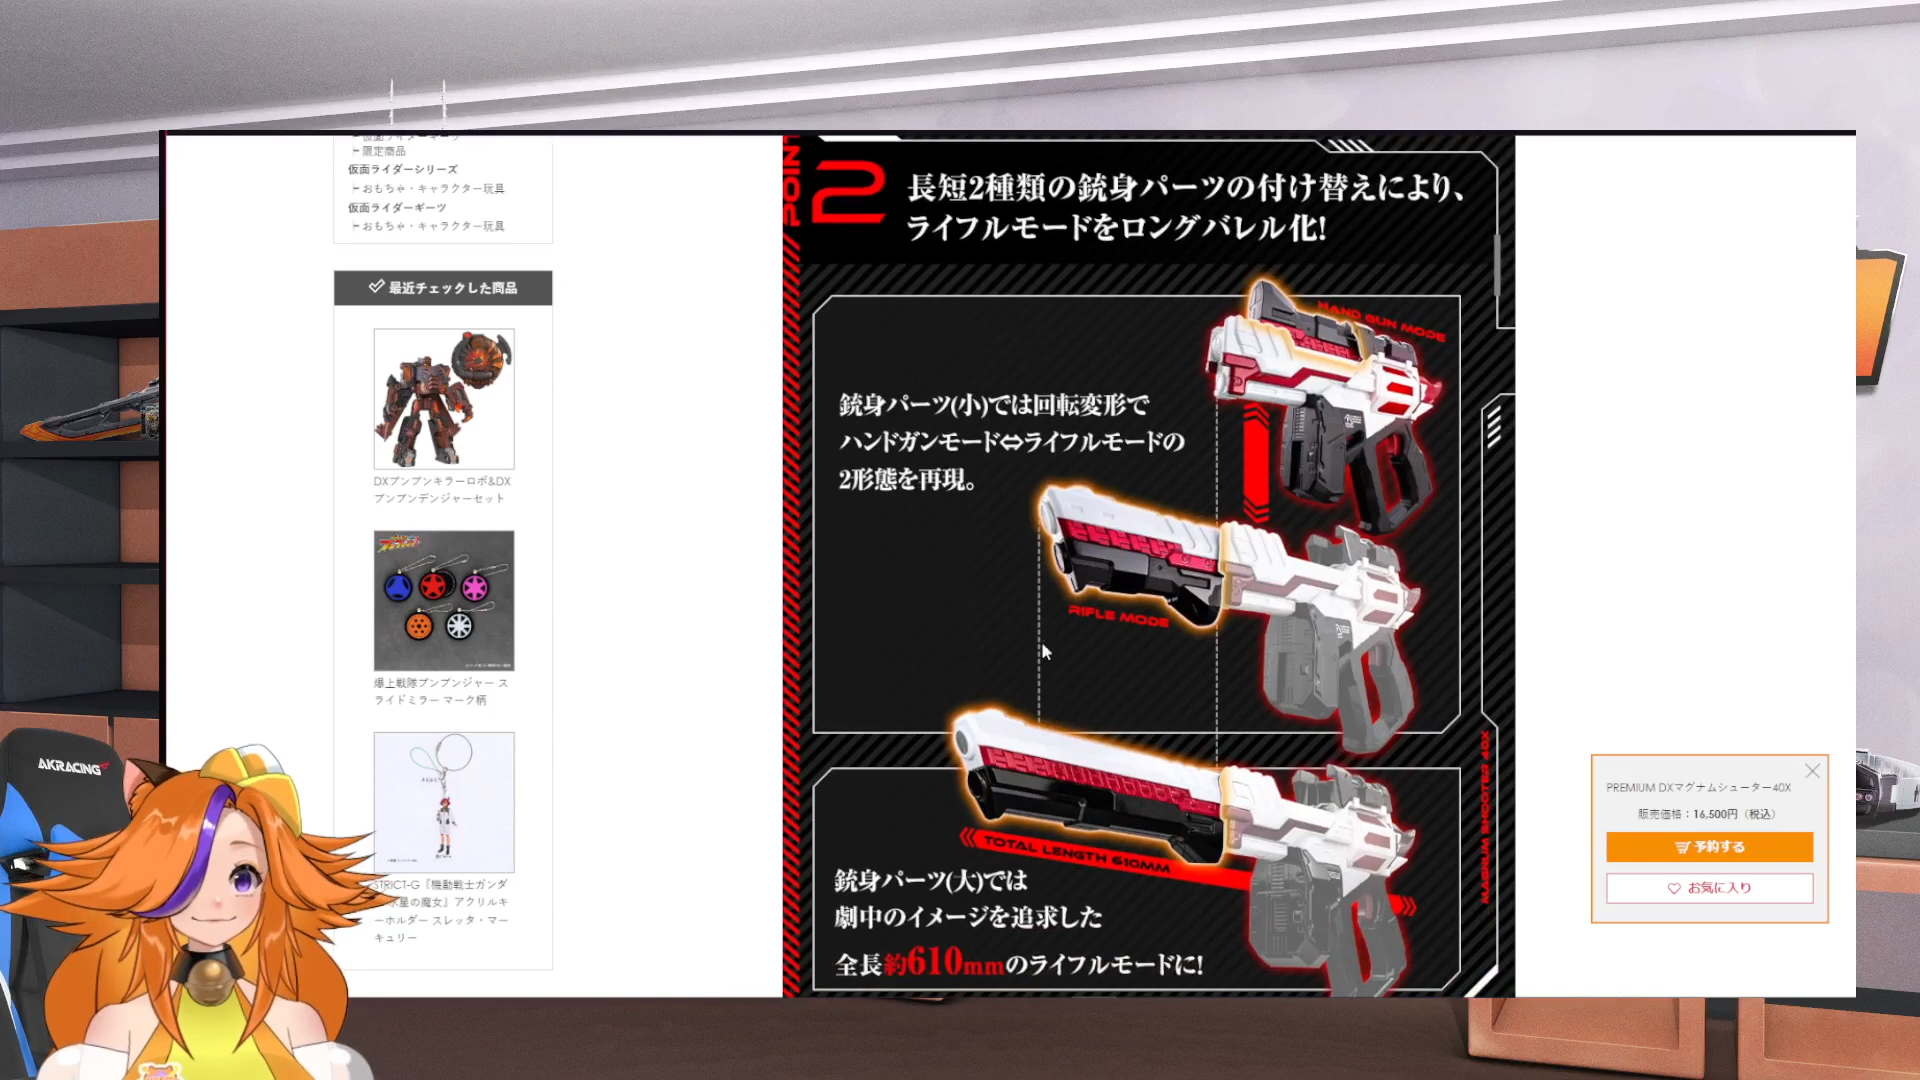 ├限定商品
仮面ライダーシリーズ
├おもちゃ・キャラクター玩具
仮面ライダーギーツ
├おもちゃ・キャラクター玩具
最近チェックした商品
DXブンブンキラーロボ&DX
ブンブンデンジャーセット
爆上戦隊ブンブンジャー ス
ライドミラー マーク柄
STRICT-G『機動戦士ガンダ
水星の魔女』アクリルキ
ーホルダー スレッタ・マー
キュリー
AKRACING
POINT
2
長短2種類の銃身パーツの付け替えにより、
ライフルモードをロングバレル化!
HAND GUN MODE
銃身パーツ(小)では回転変形で
ハンドガンモード⇔ライフルモードの
2形態を再現。
RIFLE MODE
TOTAL LENGTH 610MM
銃身パーツ(大)では
劇中のイメージを追求した
全長約610mmのライフルモードに!
MAGNUM SHOOTER 40X
PREMIUM DXマグナムシューター40X
販売価格：16,500円（税込）
予約する
お気に入り